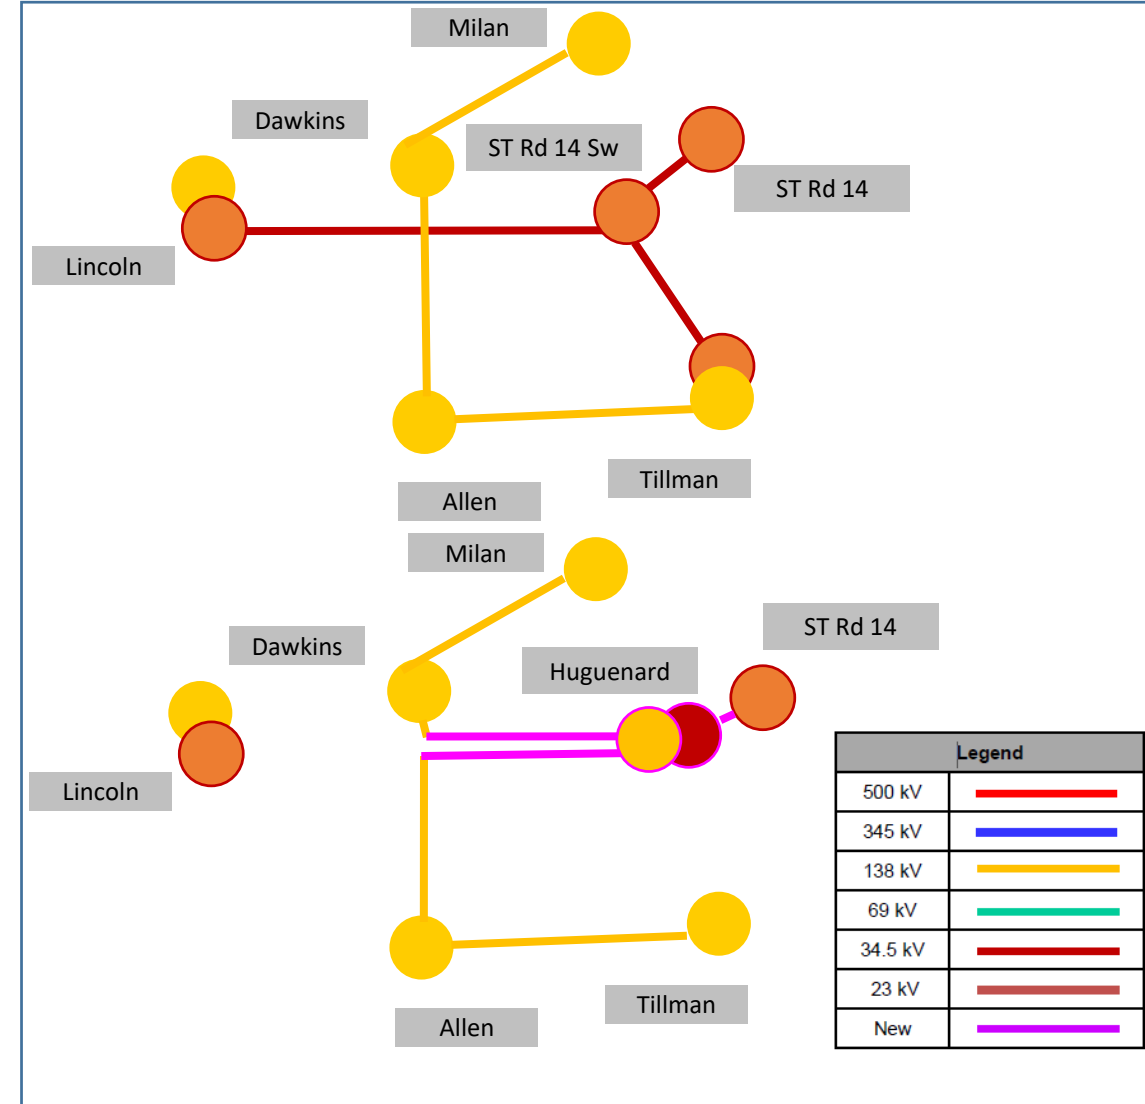 Milan
Dawkins
ST Rd 14 Sw
ST Rd 14
Lincoln
Tillman
Allen
Milan
ST Rd 14
Dawkins
Huguenard
Lincoln
Tillman
Allen
Legend
500 kV
345 kV
138 kV
69 kV
34.5 kV
23 kV
New